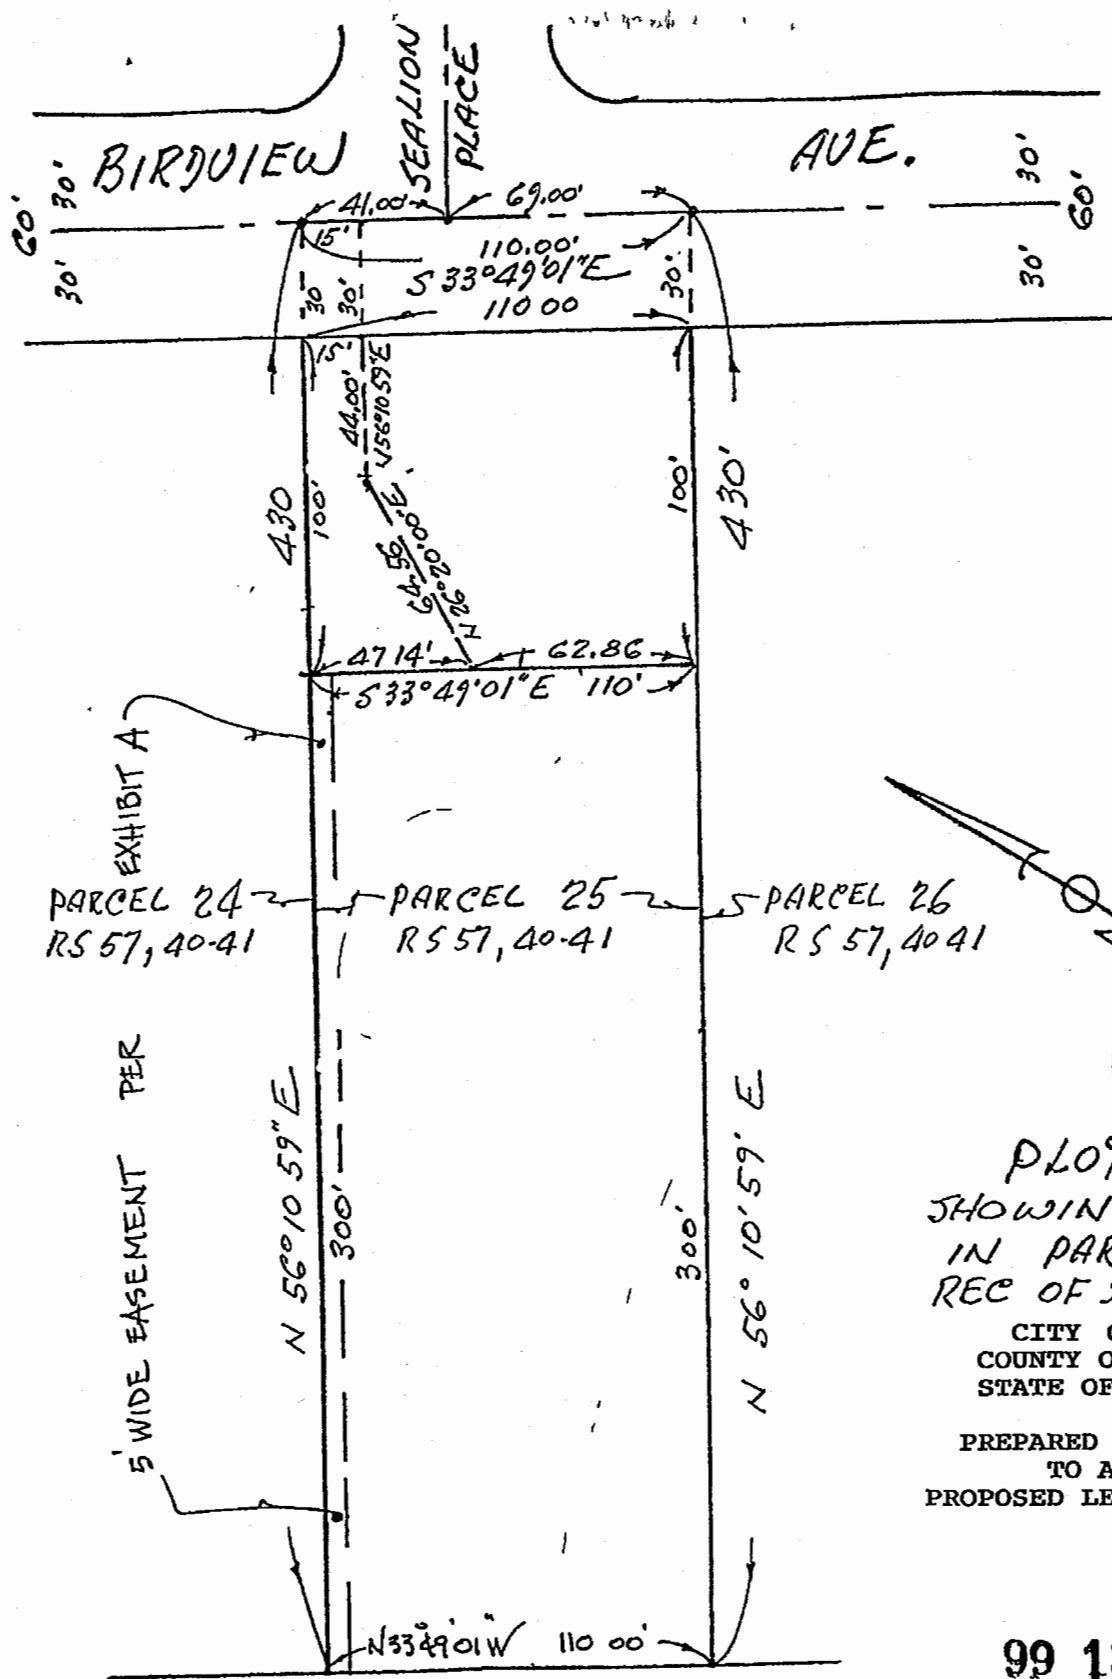 SEALION
PLACE
BIRDVIEW AVE.
60'
30'
30'
30'
60'
30'
41.00' 69.00'
15' 110.00'
S 33°49'01"E
30 30' 110 00 30'
15'
44.00'
N56°10 59"E
430
100'
100'
430'
64.56
N 26°20'.00"E
47 14' 62.86
S 33°49'01"E 110'
EXHIBIT A
PARCEL 24
RS 57, 40-41
PARCEL 25
RS 57, 40-41
PARCEL 26
RS 57, 40 41
5' WIDE EASEMENT PER
N 56° 10 59" E
300'
300'
N 56° 10' 59' E
PLO
SHOWIN
IN PAR
REC OF
CITY
COUNTY O
STATE OF
PREPARED
TO A
PROPOSED LE
N33°49'01"W 110 00'
99 1